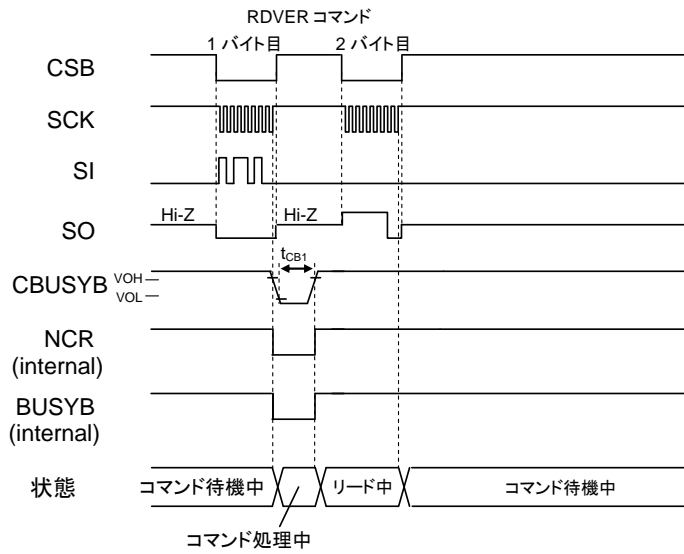 RDVER コマンド
1 バイト目
2 バイト目
CSB
SCK
SI
SO
Hi-Z
Hi-Z
tCB1
CBUSYB
VOH
VOL
NCR
(internal)
BUSYB
(internal)
状態
コマンド待機中
リード中
コマンド待機中
コマンド処理中